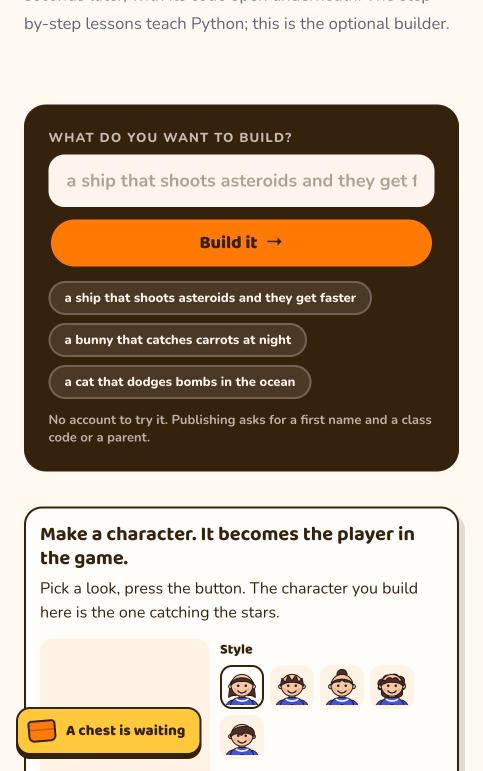 by-step lessons teach Python; this is the optional builder.
WHAT DO YOU WANT TO BUILD?
a ship that shoots asteroids and they get
Build it →
a ship that shoots asteroids and they get faster
a bunny that catches carrots at night
a cat that dodges bombs in the ocean
No account to try it. Publishing asks for a first name and a class
code or a parent.
Make a character. It becomes the player in
the game.
Pick a look, press the button. The character you build
here is the one catching the stars.
Style
A chest is waiting